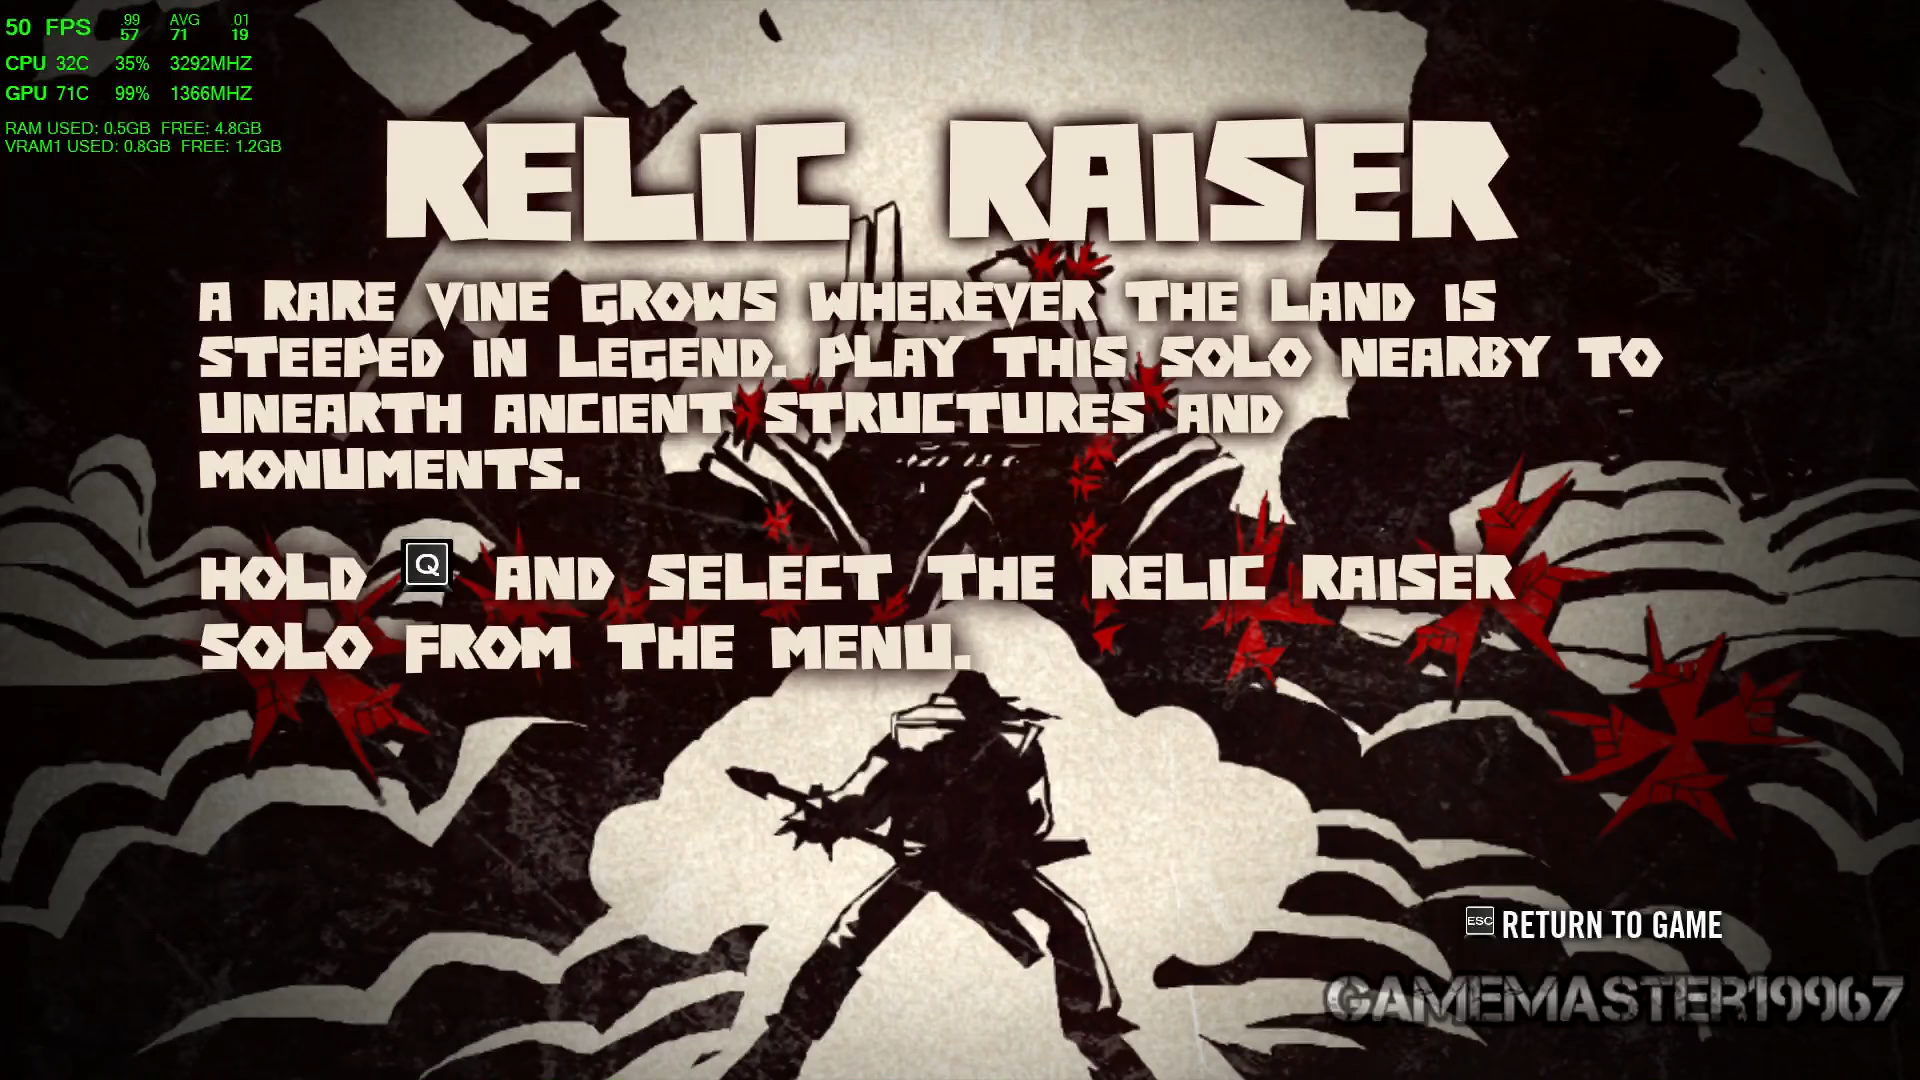 50 FPS .99 AVG .01
57 71 19
CPU 32C 35% 3292MHZ
GPU 71C 99% 1366MHZ
RAM USED: 0.5GB FREE: 4.8GB
VRAM1 USED: 0.8GB FREE: 1.2GB
RELIC RAISER
A RARE VINE GROWS WHEREVER THE LAND IS
STEEPED IN LEGEND. PLAY THIS SOLO NEARBY TO
UNEARTH ANCIENT STRUCTURES AND
MONUMENTS.
HOLD Q AND SELECT THE RELIC RAISER
SOLO FROM THE MENU.
ESC RETURN TO GAME
GAMEMASTER19967